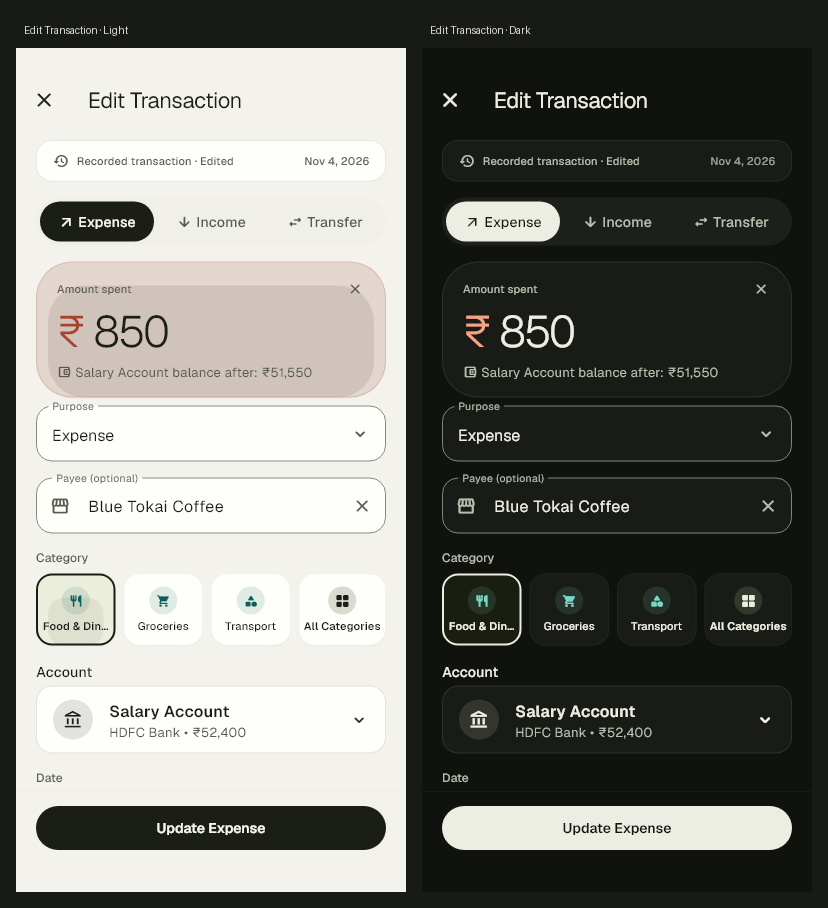 Edit Transaction · Light
Edit Transaction
Recorded transaction · Edited
Nov 4, 2026
Expense
Income
Transfer
Amount spent
₹ 850
Salary Account balance after: ₹51,550
Purpose
Expense
Payee (optional)
Blue Tokai Coffee
Category
Food & Din...
Groceries
Transport
All Categories
Account
Salary Account
HDFC Bank • ₹52,400
Date
Update Expense
Edit Transaction · Dark
Edit Transaction
Recorded transaction · Edited
Nov 4, 2026
Expense
Income
Transfer
Amount spent
₹ 850
Salary Account balance after: ₹51,550
Purpose
Expense
Payee (optional)
Blue Tokai Coffee
Category
Food & Din...
Groceries
Transport
All Categories
Account
Salary Account
HDFC Bank • ₹52,400
Date
Update Expense